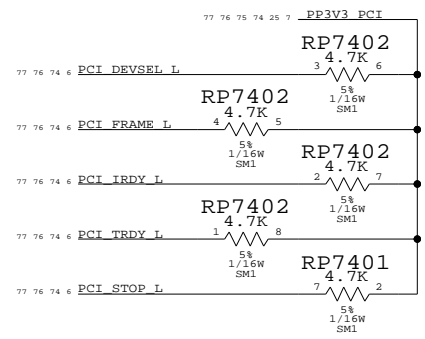 77 76 75 74 25 7 PP3V3_PCI
RP7402
4.7K
77 76 74 6 PCI_DEVSEL_L 3 6
5%
1/16W
SM1
RP7402
4.7K
77 76 74 6 PCI_FRAME_L 4 5
5%
1/16W
SM1
RP7402
4.7K
77 76 74 6 PCI_IRDY_L 2 7
5%
1/16W
SM1
RP7402
4.7K
77 76 74 6 PCI_TRDY_L 1 8
5%
1/16W
SM1
RP7401
4.7K
77 76 74 6 PCI_STOP_L 7 2
5%
1/16W
SM1